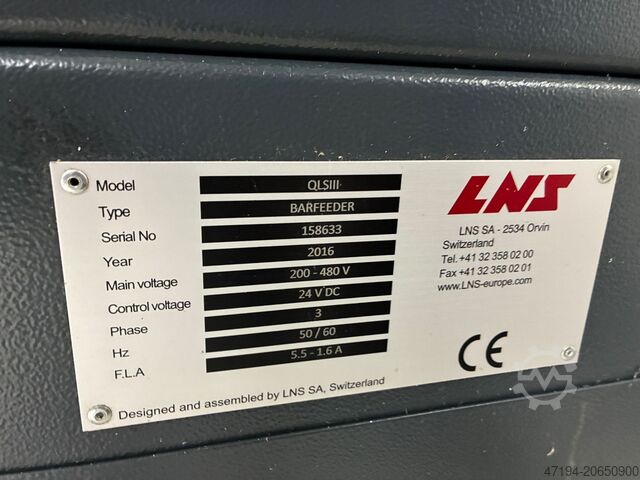 Model QLSIII
Type BARFEEDER
Serial No 158633
Year 2016
Main voltage 200 - 480 V
Control voltage 24 V DC
Phase 3
Hz 50 / 60
F.L.A 5.5 - 1.6 A
Designed and assembled by LNS SA, Switzerland
LNS
LNS SA - 2534 Orvin
Switzerland
Tel. +41 32 358 02 00
Fax +41 32 358 02 01
www.LNS-europe.com
CE
47194-20650900